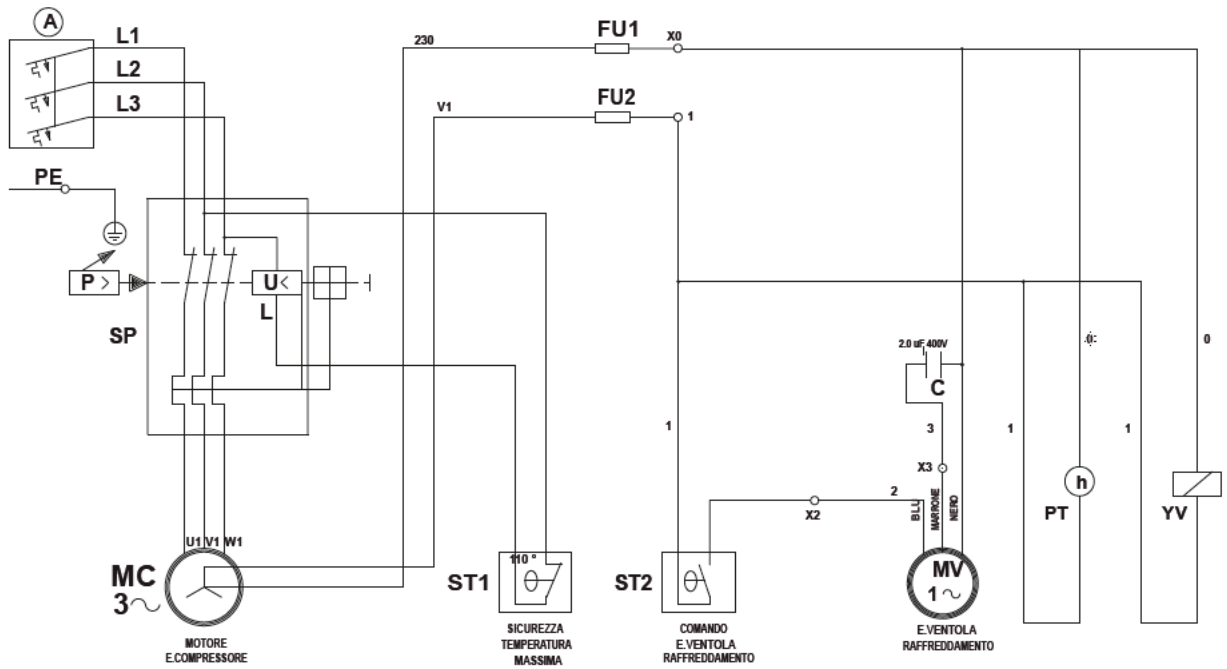 A
L1
L2
L3
PE
230
FU1
X0
V1
FU2
1
P >
U<
L
SP
2.0 uF 400V
C
0
1
3
1
1
X3
2
X2
BLU
MARRONE
NERO
h
PT
YV
U1 V1 W1
MC
3~
110 °
ST1
ST2
MV
1~
MOTORE
E.COMPRESSORE
SICUREZZA
TEMPERATURA
MASSIMA
COMANDO
E.VENTOLA
RAFFREDDAMENTO
E.VENTOLA
RAFFREDDAMENTO